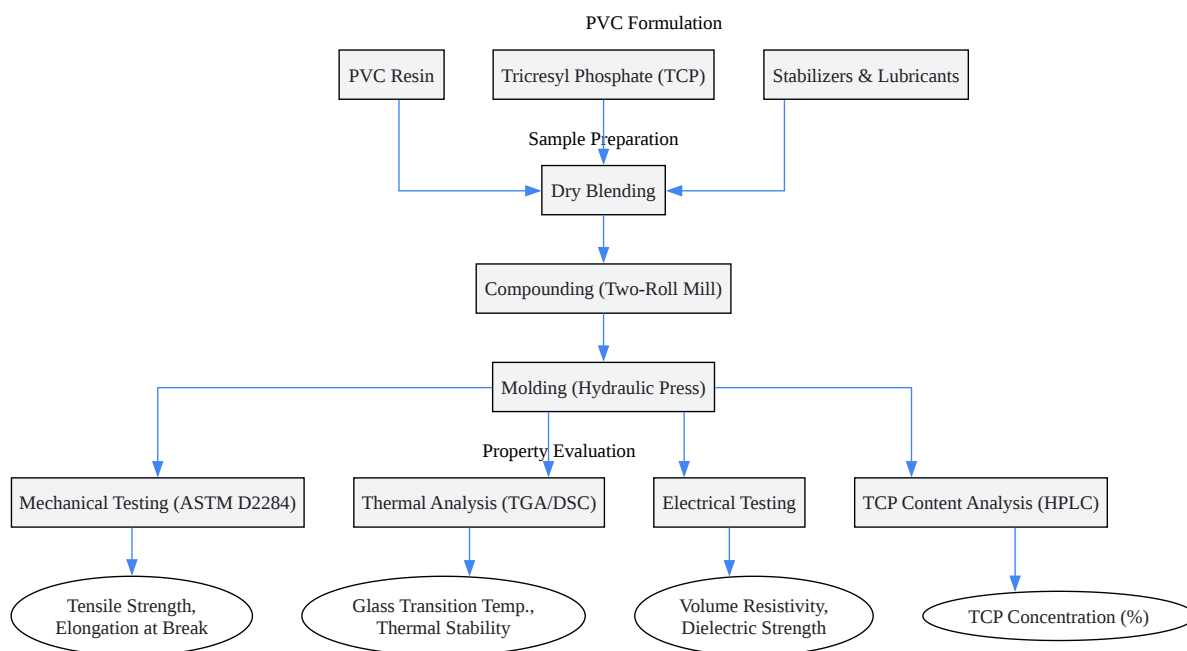 PVC Formulation
PVC Resin
Tricresyl Phosphate (TCP)
Stabilizers & Lubricants
Sample Preparation
Dry Blending
Compounding (Two-Roll Mill)
Molding (Hydraulic Press)
Property Evaluation
Mechanical Testing (ASTM D2284)
Thermal Analysis (TGA/DSC)
Electrical Testing
TCP Content Analysis (HPLC)
Tensile Strength,
Elongation at Break
Glass Transition Temp.,
Thermal Stability
Volume Resistivity,
Dielectric Strength
TCP Concentration (%)